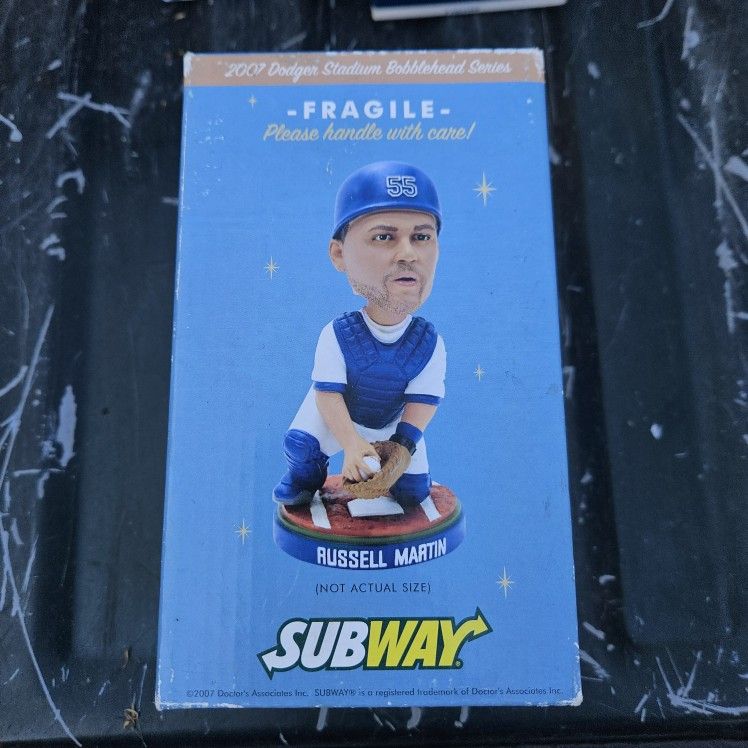 2007 Dodger Stadium Bobblehead Series
-FRAGILE-
Please handle with care!
55
RUSSELL MARTIN
(NOT ACTUAL SIZE)
SUBWAY®
©2007 Doctor's Associates Inc. SUBWAY® is a registered trademark of Doctor's Associates Inc.